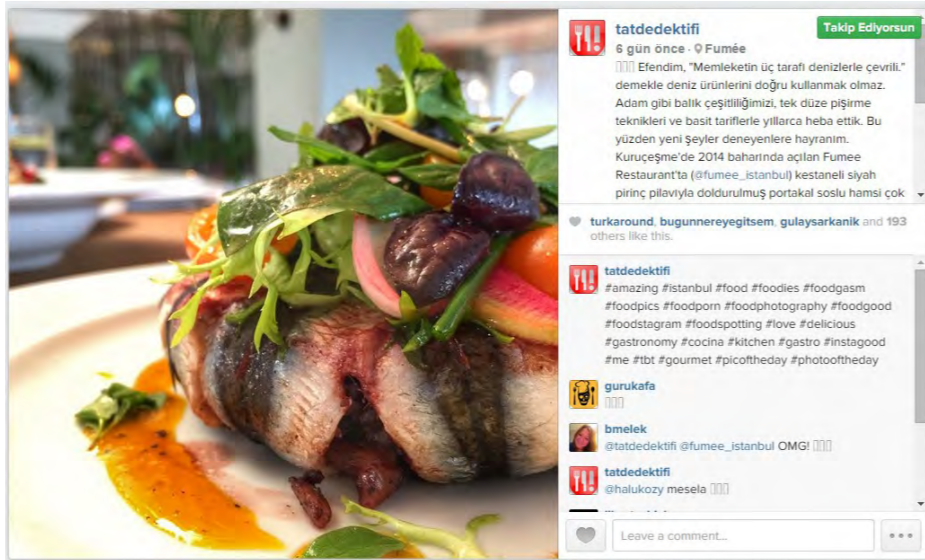 tatdedektifi
Takip Ediyorsun
6 gün önce · Fumée
Efendim, "Memleketin üç tarafı denizlerle çevrili."
demekle deniz ürünlerini doğru kullanmak olmaz.
Adam gibi balık çeşitliliğimizi, tek düze pişirme
teknikleri ve basit tariflerle yıllarca heba ettik. Bu
yüzden yeni şeyler deneyenlere hayranım.
Kuruçeşme'de 2014 baharında açılan Fumee
Restaurant'ta (@fumee_istanbul) kestaneli siyah
pirinç pilavıyla doldurulmuş portakal soslu hamsi çok
turkaround, bugunnereyegitsem, gulaysarkanik and 193
others like this.
tatdedektifi
#amazing #istanbul #food #foodies #foodgasm
#foodpics #foodporn #foodphotography #foodgood
#foodstagram #foodspotting #love #delicious
#gastronomy #cocina #kitchen #gastro #instagood
#me #tbt #gourmet #picoftheday #photooftheday
gurukafa
bmelek
@tatdedektifi @fumee_istanbul OMG!
tatdedektifi
@halukozy mesela
Leave a comment...